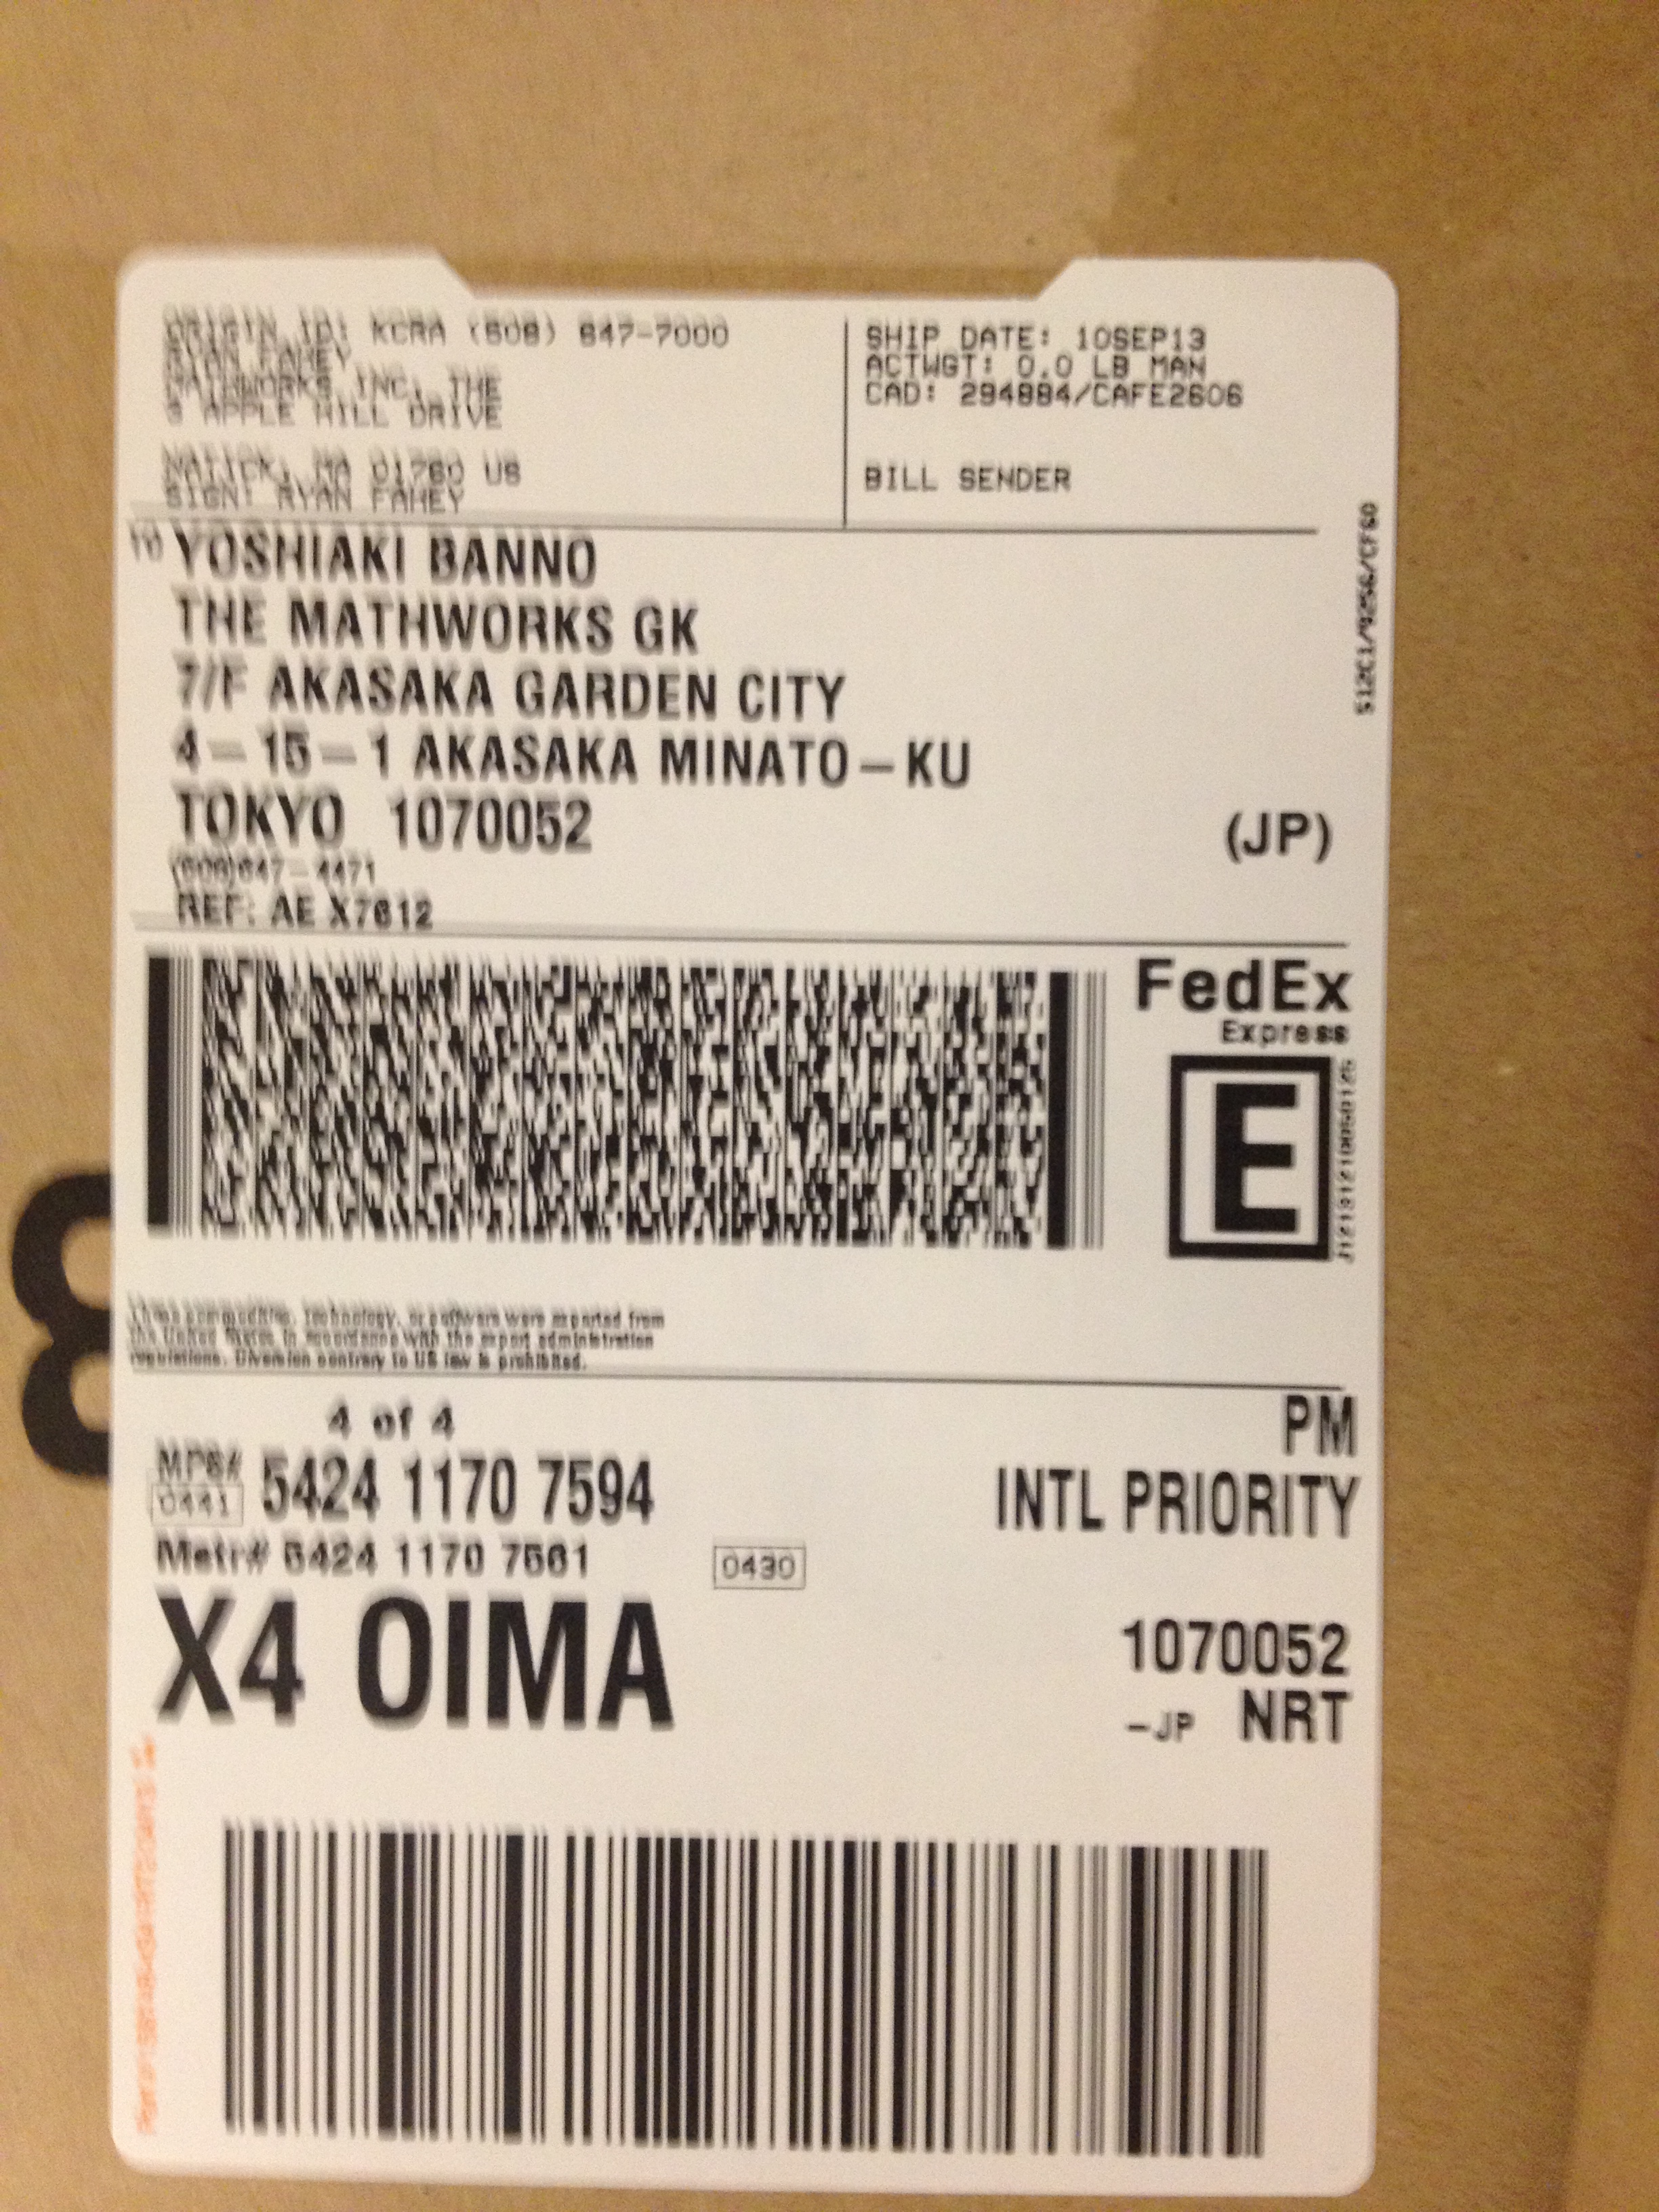 ORIGIN ID: KCRA (508) 647-7000
RYAN FAHEY
MATHWORKS, INC, THE
3 APPLE HILL DRIVE
NATICK, MA 01760 US
SIGN: RYAN FAHEY
SHIP DATE: 10SEP13
ACTWGT: 0.0 LB MAN
CAD: 294884/CAFE2606
BILL SENDER
TO YOSHIAKI BANNO
THE MATHWORKS GK
7/F AKASAKA GARDEN CITY
4-15-1 AKASAKA MINATO-KU
TOKYO 1070052
(JP)
(508)647-4471
REF: AE X7612
FedEx
Express
E
These commodities, technology, or software were exported from
the United States in accordance with the export administration
regulations. Diversion contrary to US law is prohibited.
4 of 4
MPS# 5424 1170 7594
0441
Mstr# 5424 1170 7561
0430
PM
INTL PRIORITY
X4 OIMA
1070052
-JP NRT
8